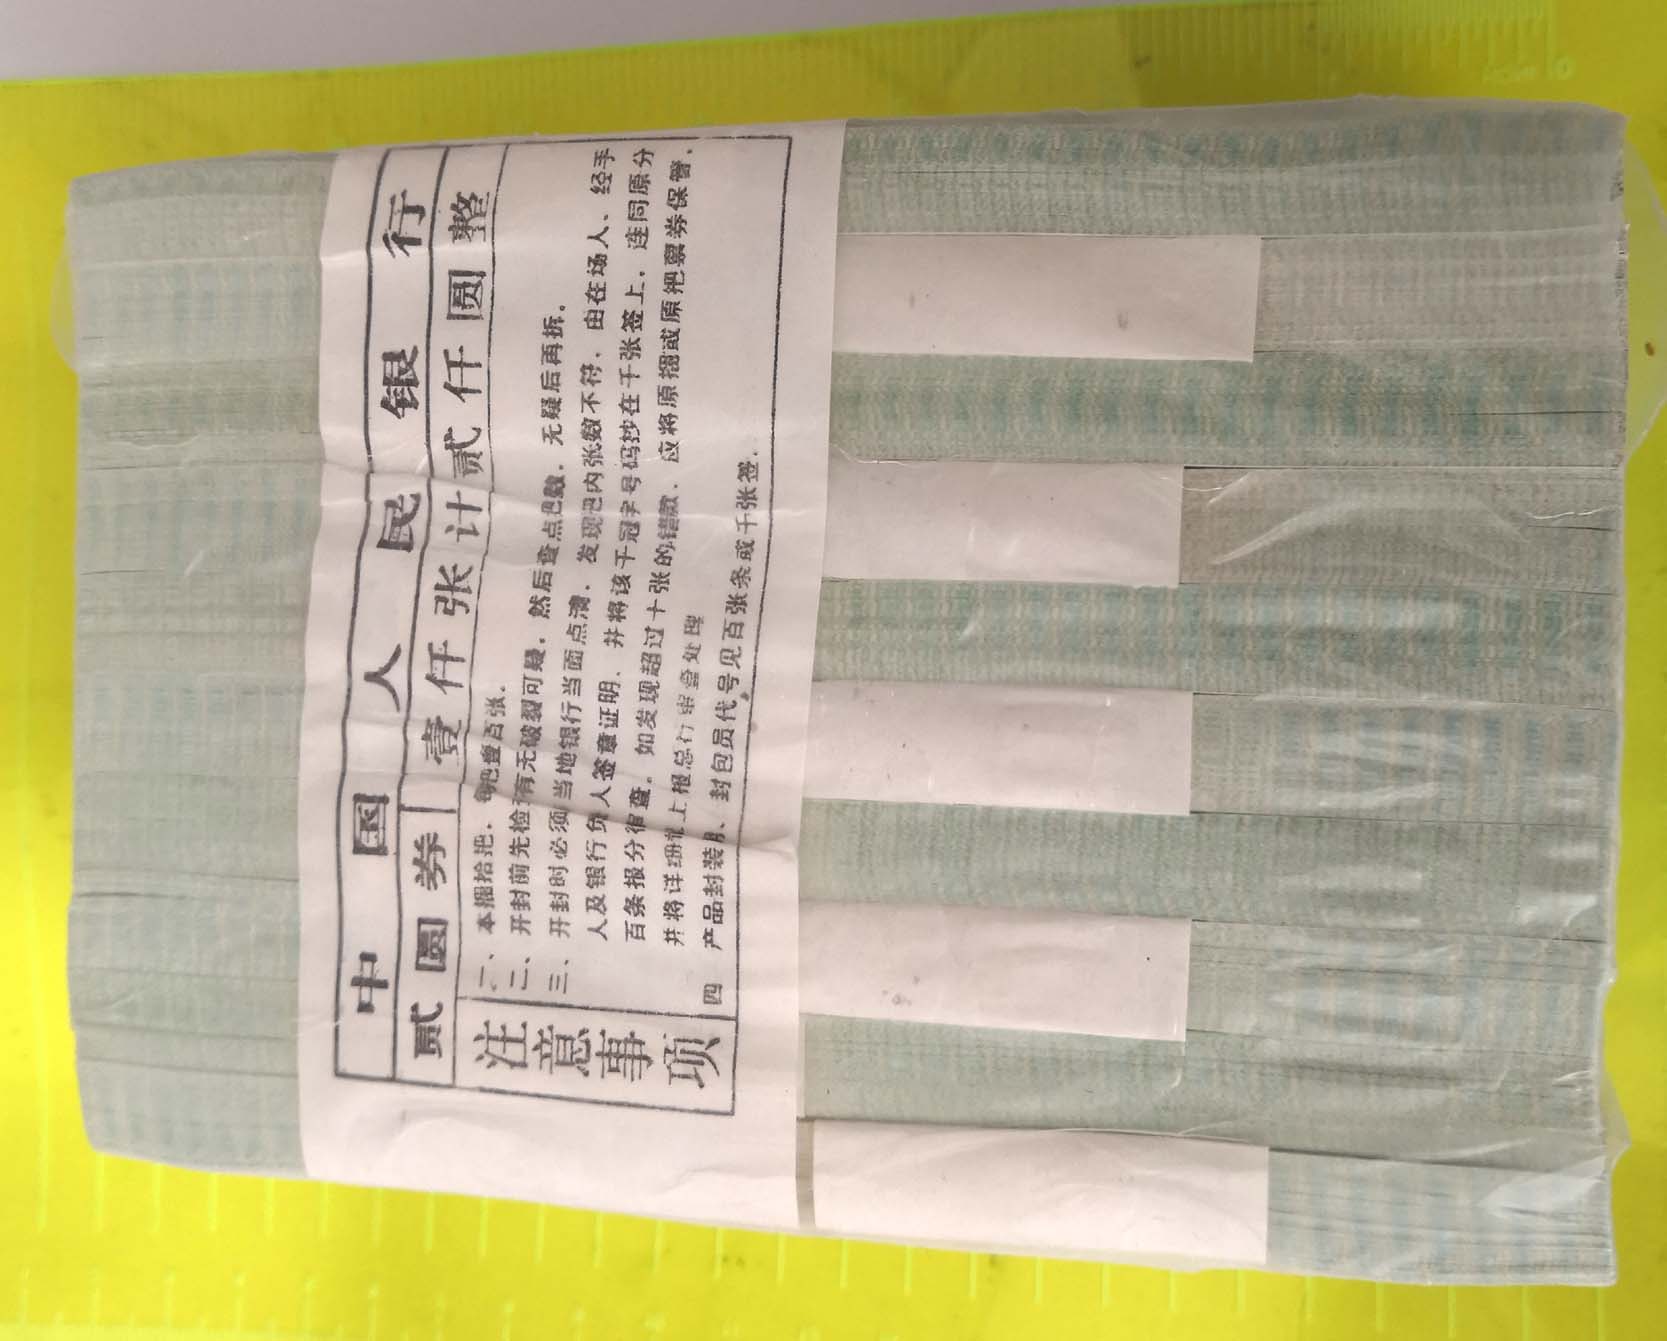 中国人民银行
贰圆券 壹仟张计贰仟圆整
注意事项
一、本捆拾把，每把壹百张。
二、开封前先检查有无破裂可疑，然后查点把数，无疑后再拆。
三、开封时必须当地银行当面点清，发现把内张数不符，由在场人、经手
人及银行负责人签章证明，并将该千冠字号码抄在千张签上，连同原分
百条报分行查。如发现超过十张的错款，应将原捆或原把票券保管，
并将详细情况上报总行审查处理
四 产品封装日、封包员代号见百张条或千张签。